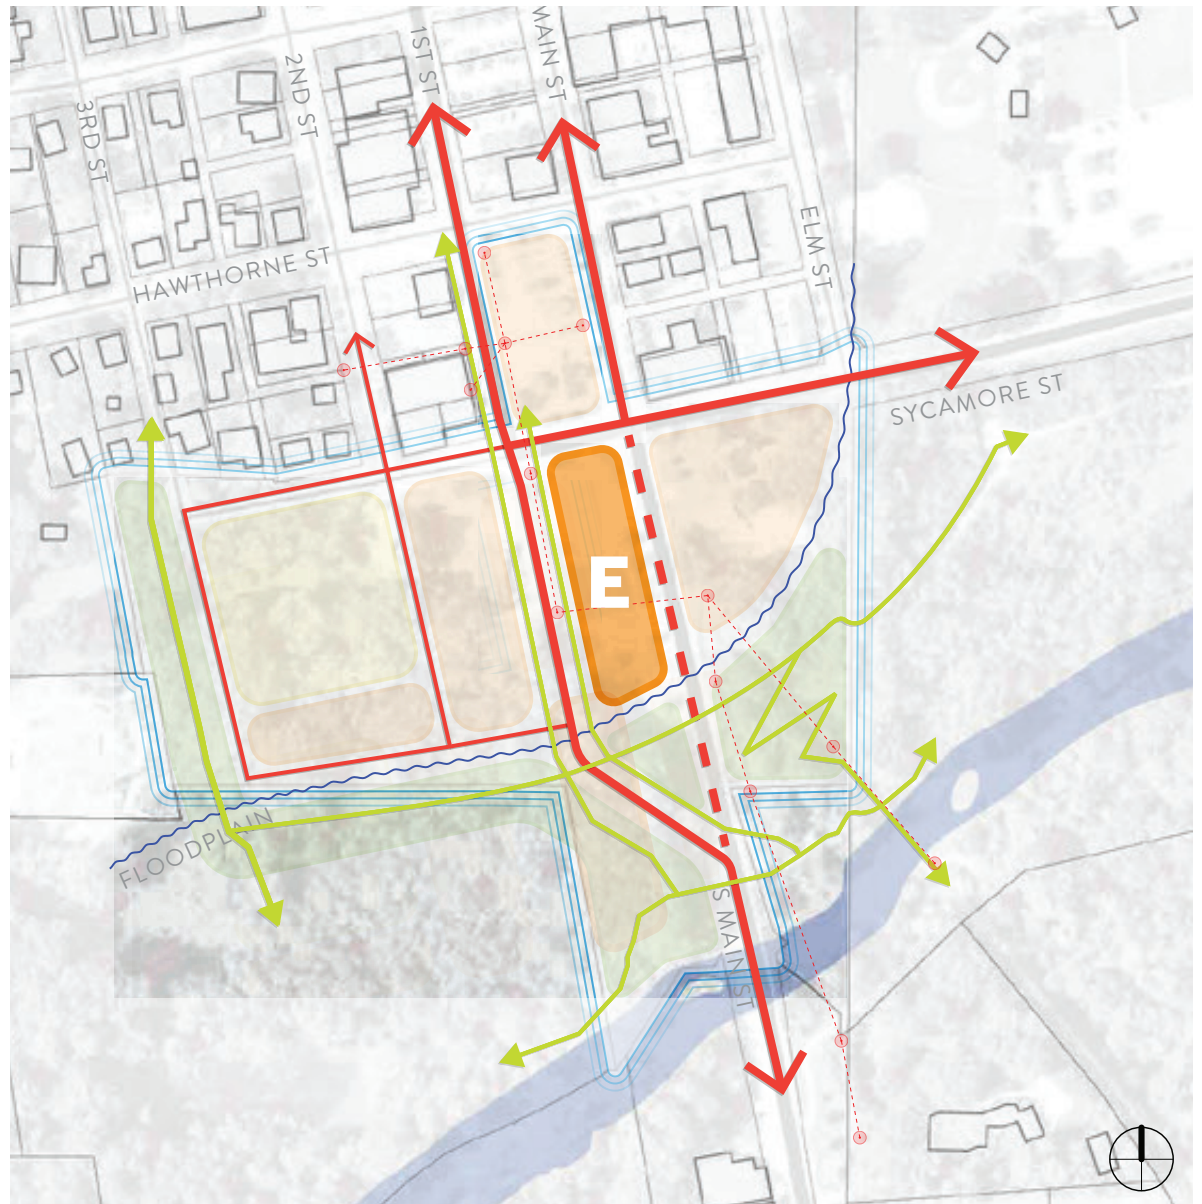 1ST ST
MAIN ST
2ND ST
3RD ST
ELM ST
HAWTHORNE ST
SYCAMORE ST
E
FLOODPLAIN
S MAIN ST